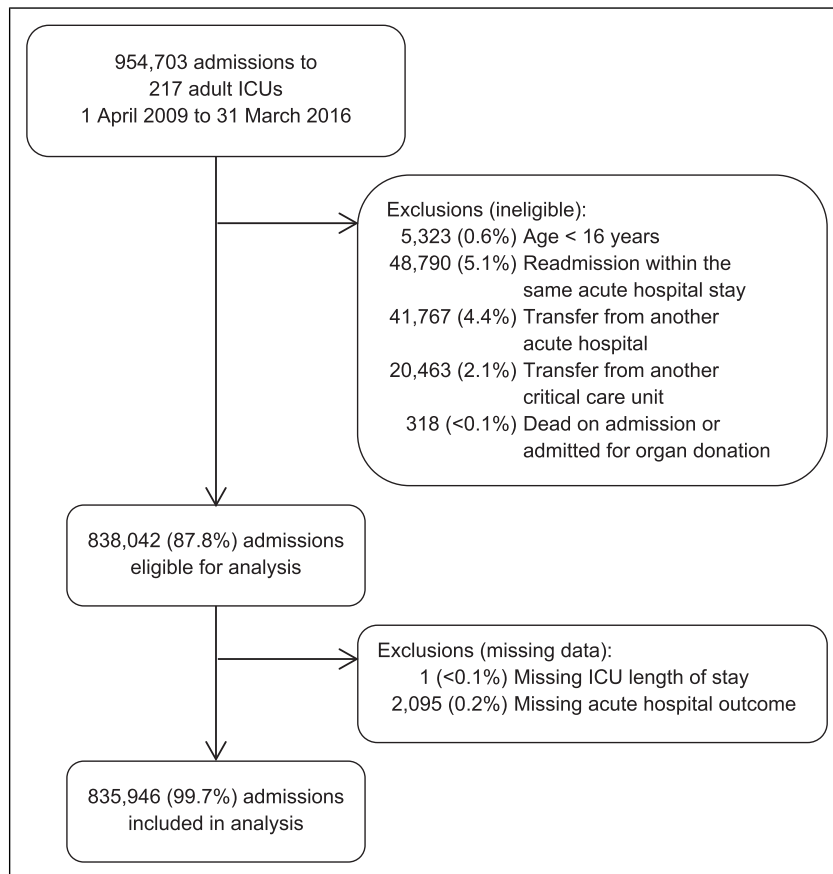 954,703 admissions to
217 adult ICUs
1 April 2009 to 31 March 2016
Exclusions (ineligible):
5,323 (0.6%) Age < 16 years
48,790 (5.1%) Readmission within the
same acute hospital stay
41,767 (4.4%) Transfer from another
acute hospital
20,463 (2.1%) Transfer from another
critical care unit
318 (<0.1%) Dead on admission or
admitted for organ donation
838,042 (87.8%) admissions
eligible for analysis
Exclusions (missing data):
1 (<0.1%) Missing ICU length of stay
2,095 (0.2%) Missing acute hospital outcome
835,946 (99.7%) admissions
included in analysis